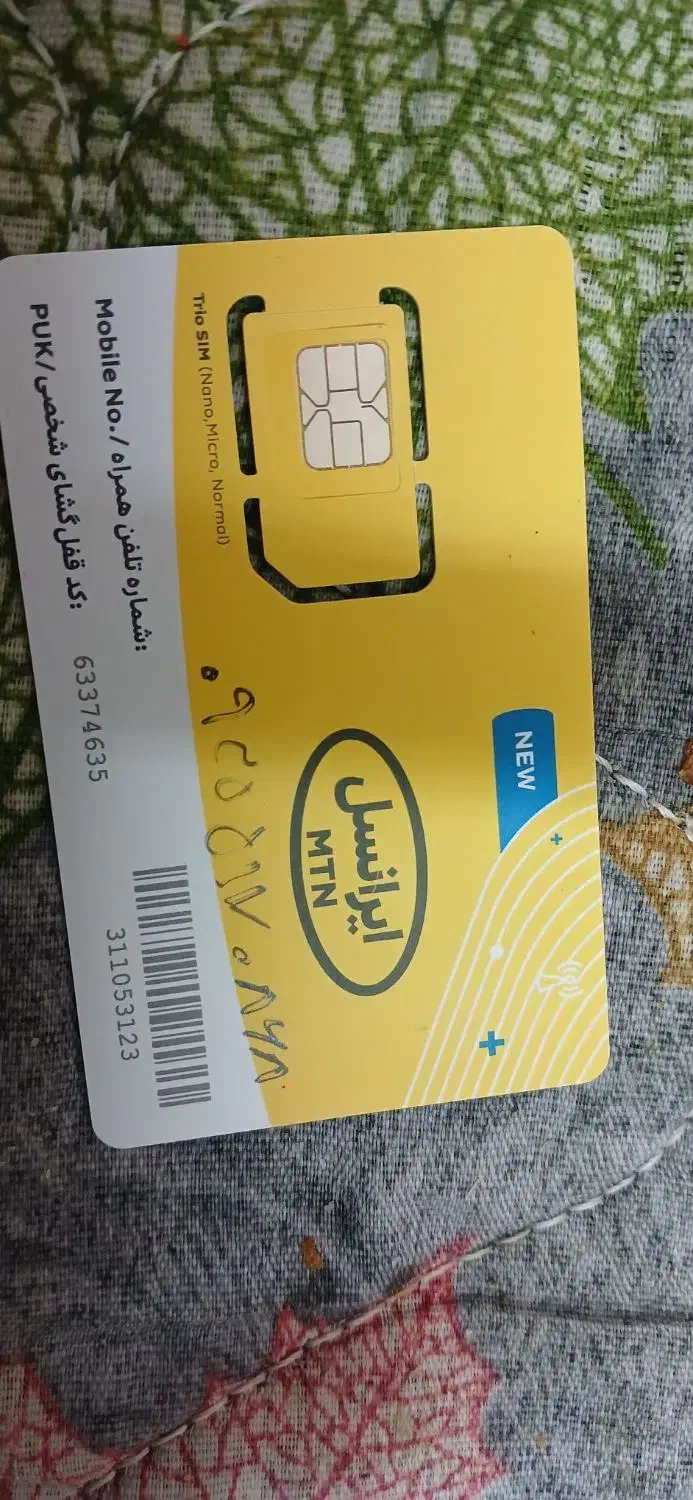 NEW
ایرانسل
MTN
Trio SIM (Nano,Micro, Normal)
Mobile No./شماره تلفن همراه:
PUK/کد قفل گشای شخصی: 63374635
311053123